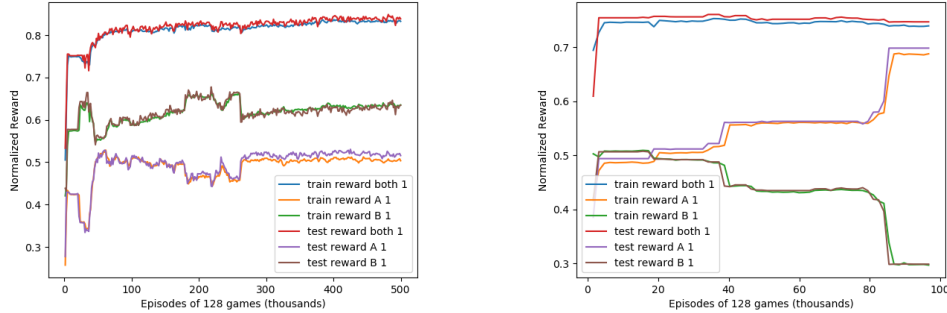 0.8
0.7
0.6
0.5
0.4
0.3
Normalized Reward
train reward both 1
train reward A 1
train reward B 1
test reward both 1
test reward A 1
test reward B 1
0 100 200 300 400 500
Episodes of 128 games (thousands)
0.7
0.6
0.5
0.4
0.3
Normalized Reward
train reward both 1
train reward A 1
train reward B 1
test reward both 1
test reward A 1
test reward B 1
0 20 40 60 80 100
Episodes of 128 games (thousands)